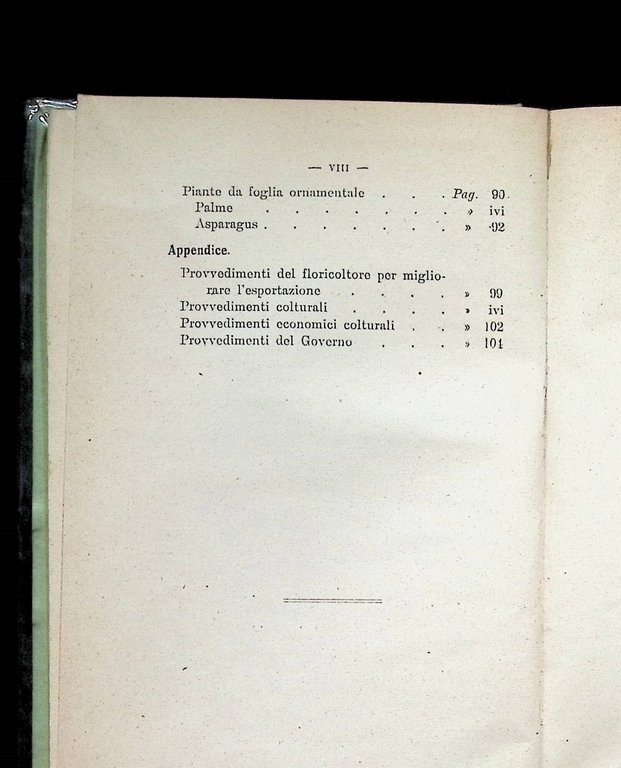 — VIII —
Piante da foglia ornamentale . . . Pag. 90
Palme . . . . . . . » ivi
Asparagus . . . . . . . » 92
Appendice.
Provvedimenti del floricoltore per miglio-
rare l'esportazione . . . . » 99
Provvedimenti colturali . . . . » ivi
Provvedimenti economici colturali . . » 102
Provvedimenti del Governo . . . » 104